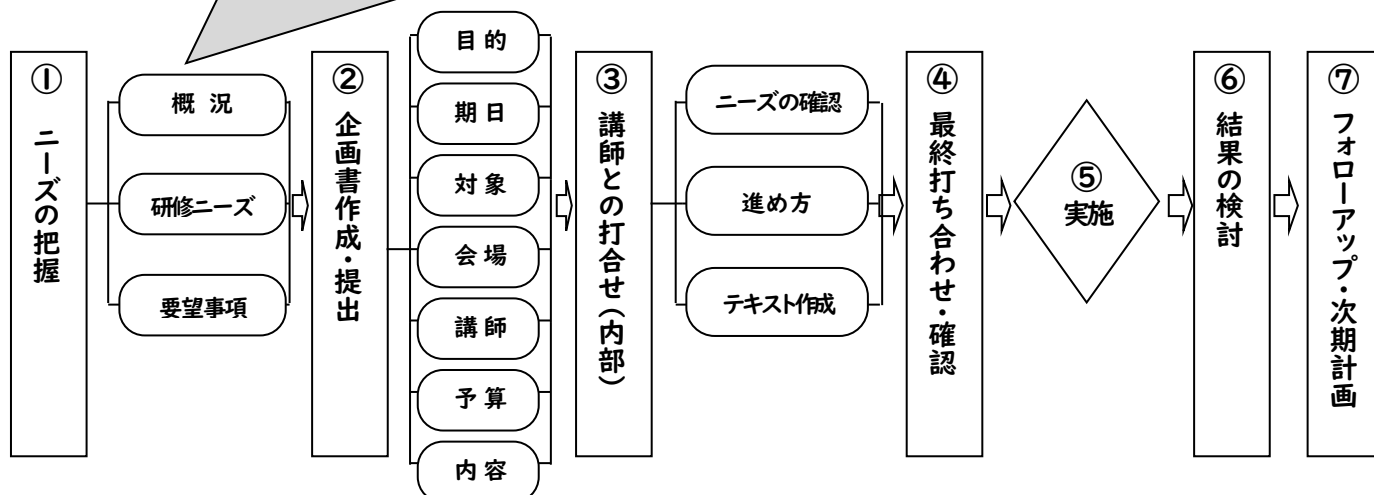 ① ニーズの把握
概 況
研修ニーズ
要望事項
② 企画書作成・提出
目 的
期 日
対 象
会 場
講 師
予 算
内 容
③ 講師との打合せ(内部)
ニーズの確認
進め方
テキスト作成
④ 最終打ち合わせ・確認
⑤
実施
⑥ 結果の検討
⑦ フォローアップ・次期計画